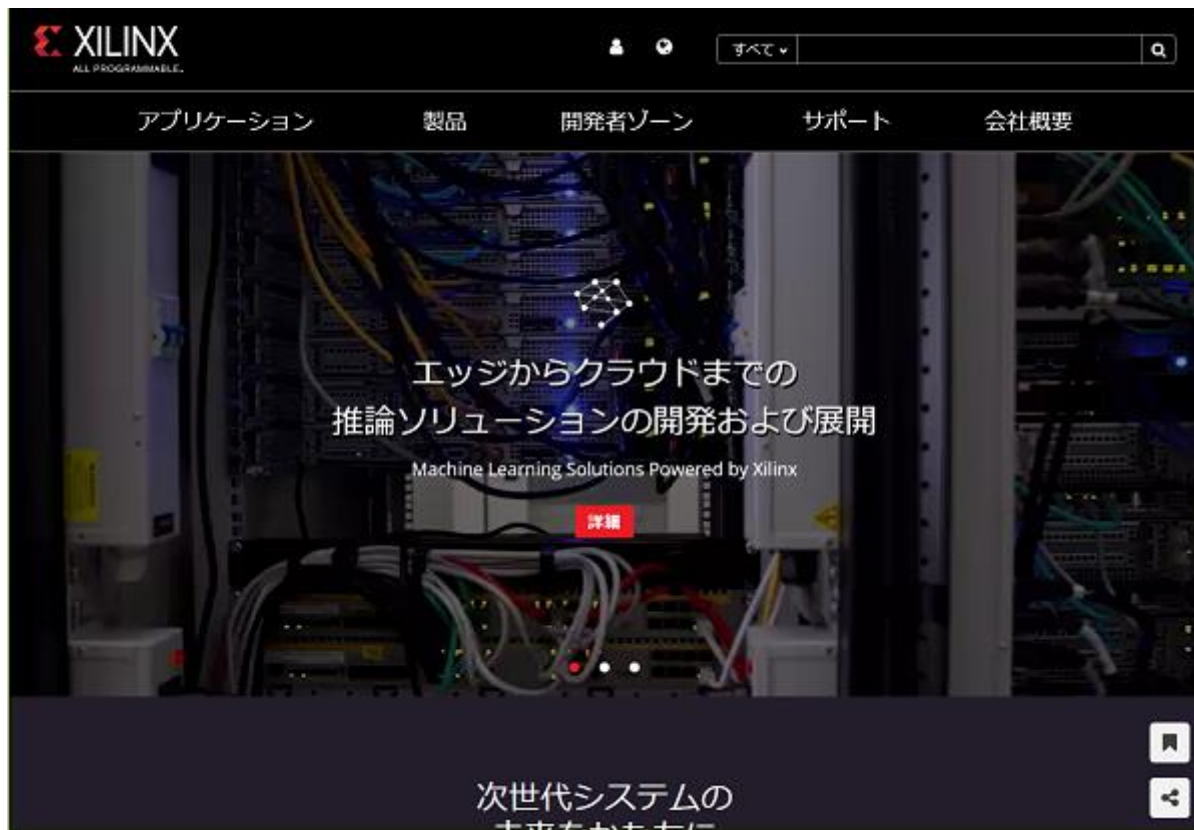 XILINX
ALL PROGRAMMABLE.
すべて
アプリケーション 製品 開発者ゾーン サポート 会社概要
エッジからクラウドまでの
推論ソリューションの開発および展開
Machine Learning Solutions Powered by Xilinx
詳細
次世代システムの